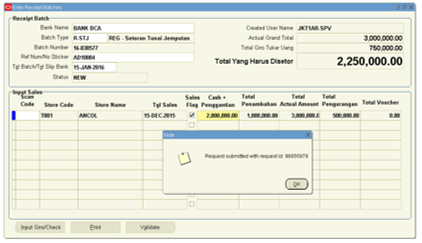 Entry Receipt Batches
Receipt Batch
Bank Name BANK BCA Created User Name JKT1AR.SPV
Batch Type R.STJ REG - Setoran Tunai Jemputan Actual Grand Total 3,000,000.00
Batch Number 16-030577 Total Giro Tukar Uang 750,000.00
Ref Num/No Sticker AD10004 Total Yang Harus Disetor 2,250,000.00
Tgl Batch/Tgl Slip Bank 15-JAN-2016
Status NEW
Input Sales
Scan Code Store Code Store Name Tgl Sales Sales Flag Cash + Penggantian Total Penambahan Total Actual Amount Total Pengurangan Total Voucher
T001 ANCOL 15-DEC-2015 2,000,000.00 1,000,000.00 3,000,000.0 500,000.00 0.00
Note
Request submitted with request id
OK
Input Giro/Check Print Validate